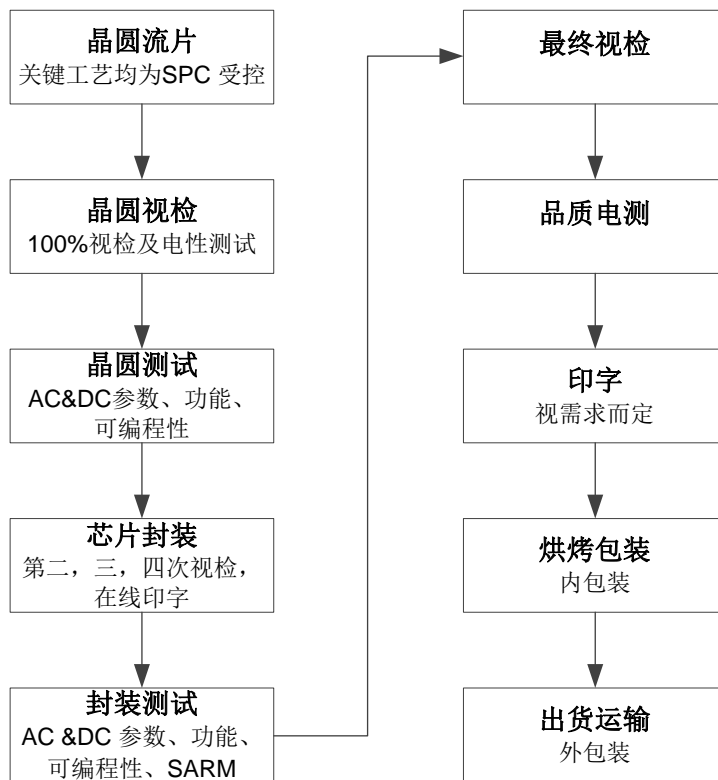 晶圆流片
关键工艺均为SPC 受控
晶圆视检
100%视检及电性测试
晶圆测试
AC&DC参数、功能、
可编程性
芯片封装
第二，三，四次视检，
在线印字
封装测试
AC &DC 参数、功能、
可编程性、SARM
最终视检
品质电测
印字
视需求而定
烘烤包装
内包装
出货运输
外包装